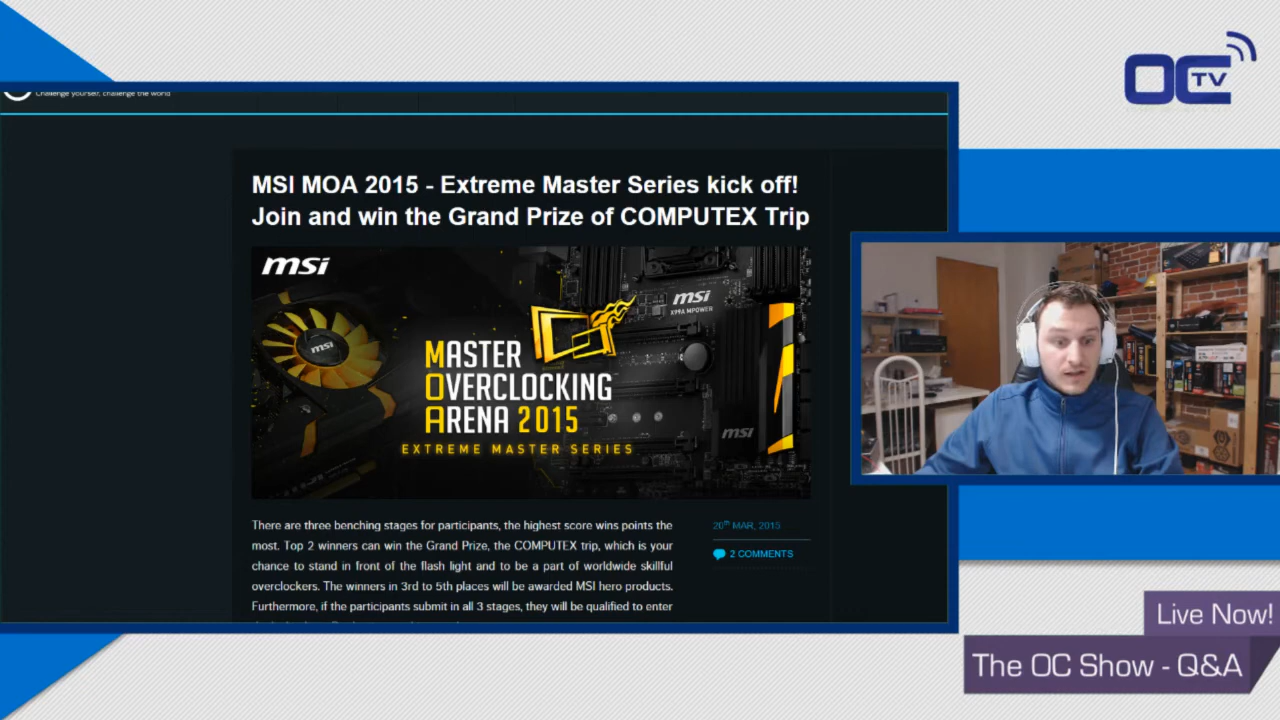 OC TV
Challenge yourself, challenge the world
MSI MOA 2015 - Extreme Master Series kick off!
Join and win the Grand Prize of COMPUTEX Trip
msi
msi
X99A MPOWER
msi
MASTER
OVERCLOCKING
ARENA 2015
EXTREME MASTER SERIES
msi
There are three benching stages for participants, the highest score wins points the
most. Top 2 winners can win the Grand Prize, the COMPUTEX trip, which is your
chance to stand in front of the flash light and to be a part of worldwide skillful
overclockers. The winners in 3rd to 5th places will be awarded MSI hero products.
Furthermore, if the participants submit in all 3 stages, they will be qualified to enter
20th MAR, 2015
2 COMMENTS
Live Now!
The OC Show - Q&A